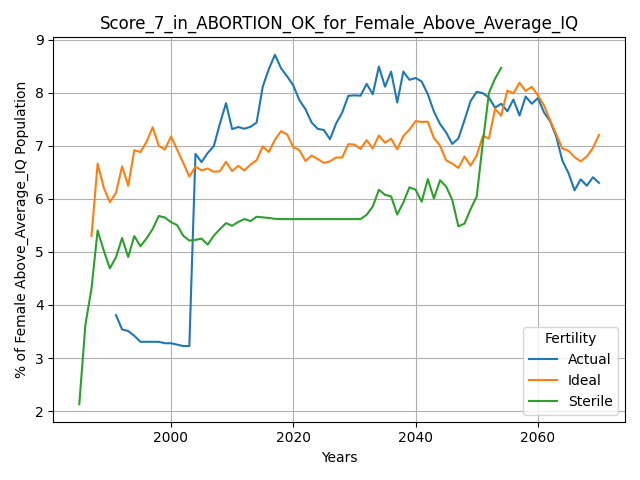 Score_7_in_ABORTION_OK_for_Female_Above_Average_IQ
% of Female Above_Average_IQ Population
9
8
7
6
5
4
3
2
2000
2020
2040
2060
Years
Fertility
Actual
Ideal
Sterile